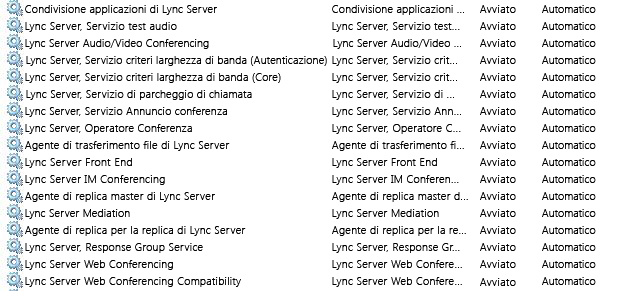 Condivisione applicazioni di Lync Server Condivisione applicazioni ... Avviato Automatico
Lync Server, Servizio test audio Lync Server, Servizio test... Avviato Automatico
Lync Server Audio/Video Conferencing Lync Server Audio/Video ... Avviato Automatico
Lync Server, Servizio criteri larghezza di banda (Autenticazione) Lync Server, Servizio crit... Avviato Automatico
Lync Server, Servizio criteri larghezza di banda (Core) Lync Server, Servizio crit... Avviato Automatico
Lync Server, Servizio di parcheggio di chiamata Lync Server, Servizio di ... Avviato Automatico
Lync Server, Servizio Annuncio conferenza Lync Server, Servizio Ann... Avviato Automatico
Lync Server, Operatore Conferenza Lync Server, Operatore C... Avviato Automatico
Agente di trasferimento file di Lync Server Agente di trasferimento fi... Avviato Automatico
Lync Server Front End Lync Server Front End Avviato Automatico
Lync Server IM Conferencing Lync Server IM Conferen... Avviato Automatico
Agente di replica master di Lync Server Agente di replica master d... Avviato Automatico
Lync Server Mediation Lync Server Mediation Avviato Automatico
Agente di replica per la replica di Lync Server Agente di replica per la re... Avviato Automatico
Lync Server, Response Group Service Lync Server, Response Gr... Avviato Automatico
Lync Server Web Conferencing Lync Server Web Confere... Avviato Automatico
Lync Server Web Conferencing Compatibility Lync Server Web Confere... Avviato Automatico